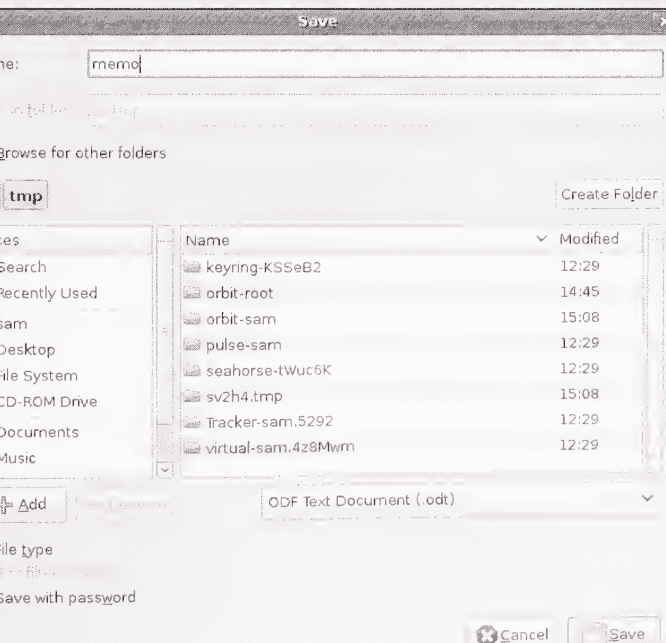 Save
ne: memo
Browse for other folders
tmp Create Folder
ces Name Modified
Search keyring-KSSeB2 12:29
Recently Used orbit-root 14:45
sam orbit-sam 15:08
Desktop pulse-sam 12:29
File System seahorse-tWuc6K 12:29
CD-ROM Drive sv2h4.tmp 15:08
Documents Tracker-sam.5292 12:29
Music virtual-sam.4z8Mwm 12:29
Add ODF Text Document (.odt)
File type
Save with password
Cancel Save